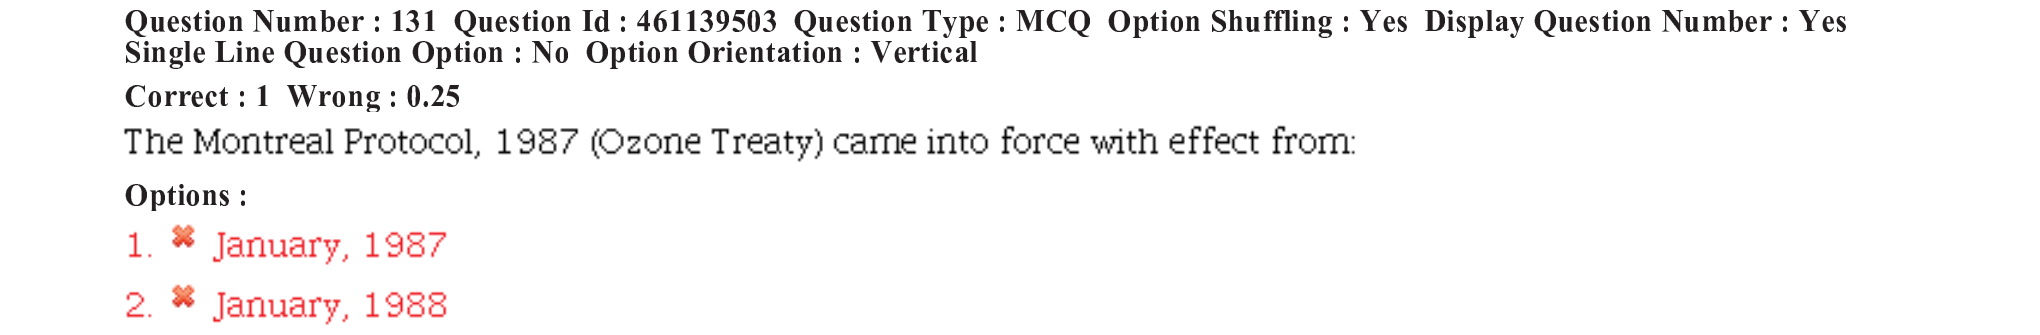 Question Number : 131 Question Id : 461139503 Question Type : MCQ Option Shuffling : Yes Display Question Number : Yes
Single Line Question Option : No Option Orientation : Vertical
Correct : 1 Wrong : 0.25
The Montreal Protocol, 1987 (Ozone Treaty) came into force with effect from:
Options :
1. ✖ January, 1987
2. ✖ January, 1988